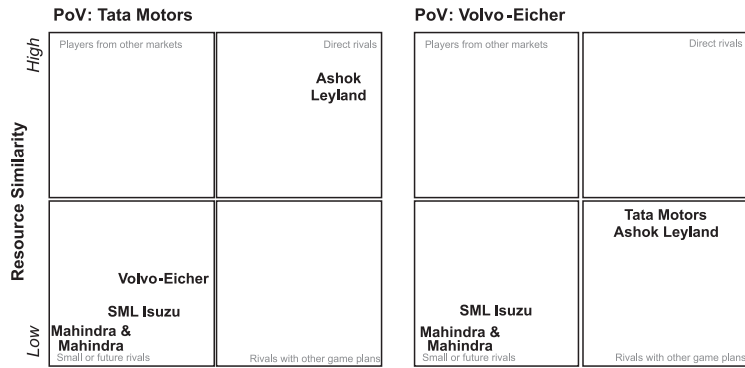 PoV: Tata Motors
PoV: Volvo-Eicher
High
Players from other markets
Direct rivals
Players from other markets
Direct rivals
Ashok
Leyland
Resource Similarity
Tata Motors
Ashok Leyland
Volvo-Eicher
SML Isuzu
SML Isuzu
Mahindra &
Mahindra
Mahindra &
Mahindra
Low
Small or future rivals
Rivals with other game plans
Small or future rivals
Rivals with other game plans